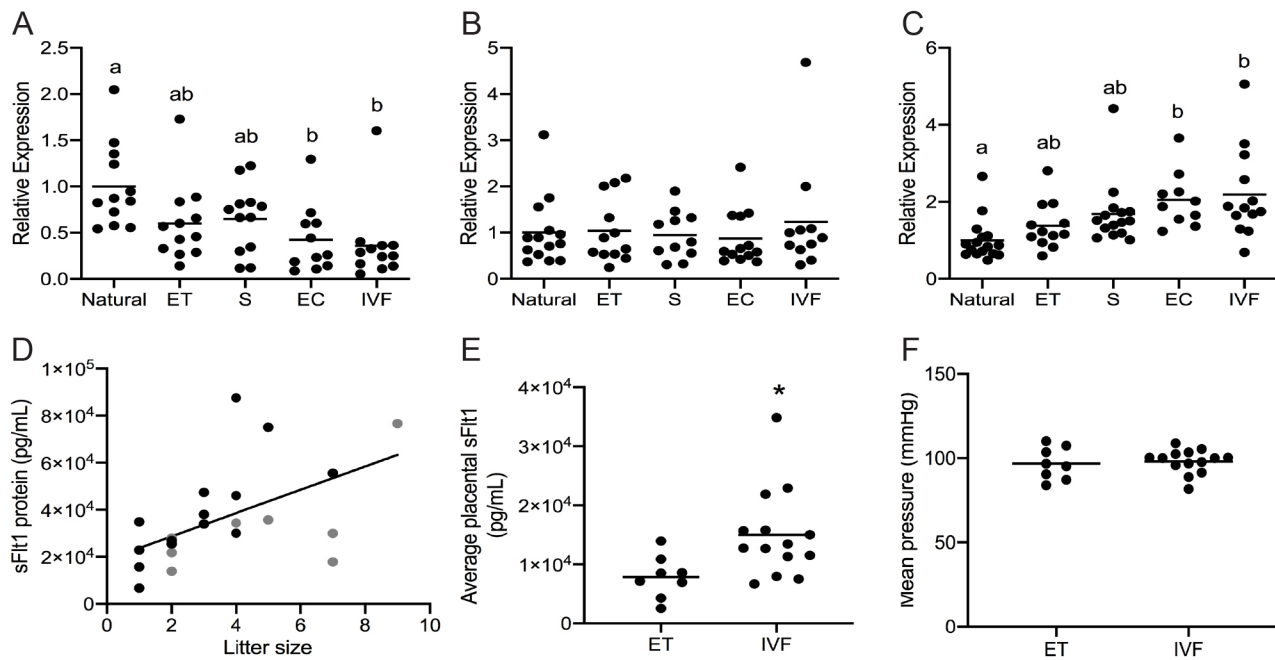 A
Relative Expression
2.5
2.0
1.5
1.0
0.5
0.0
a
ab
ab
b
b
Natural ET S EC IVF
B
Relative Expression
5
4
3
2
1
0
Natural ET S EC IVF
C
Relative Expression
6
4
2
0
a
ab
ab
b
b
Natural ET S EC IVF
D
sFlt1 protein (pg/mL)
1×10⁵
8×10⁴
6×10⁴
4×10⁴
2×10⁴
0
0 2 4 6 8 10
Litter size
E
Average placental sFlt1
(pg/mL)
4×10⁴
3×10⁴
2×10⁴
1×10⁴
0
*
ET IVF
F
Mean pressure (mmHg)
150
100
50
0
ET IVF